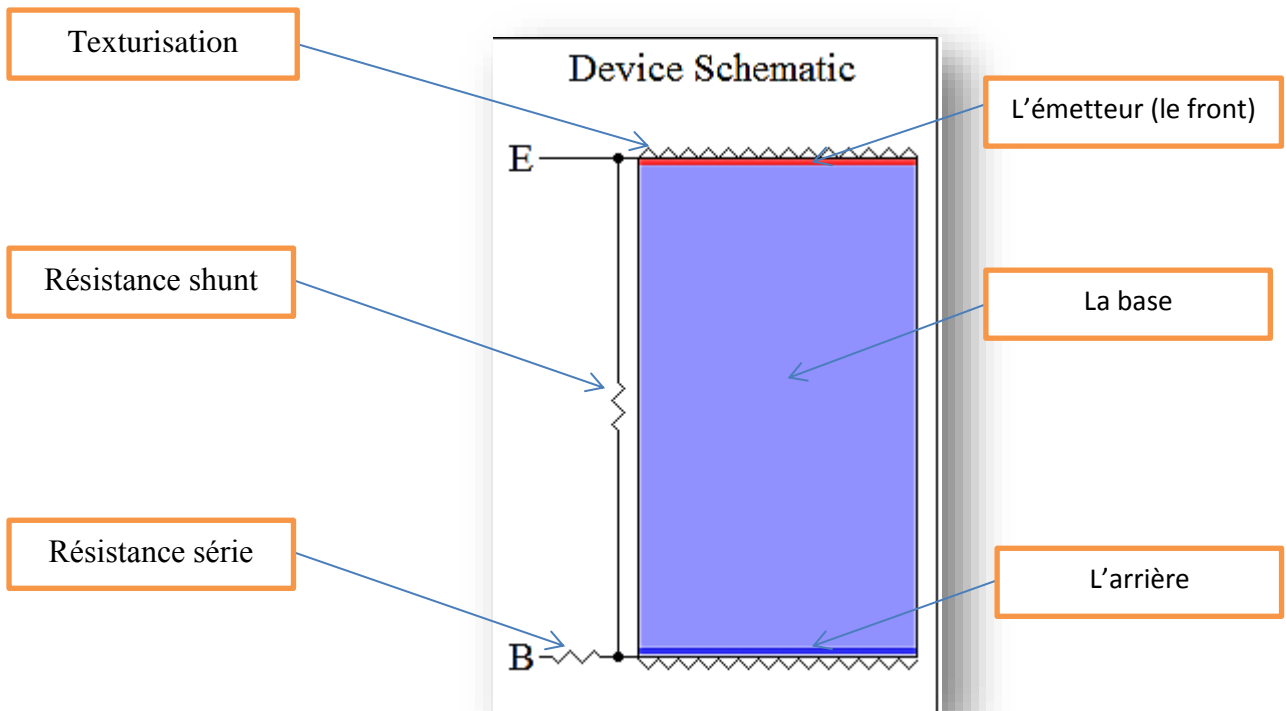 Texturisation
Device Schematic
L’émetteur (le front)
E
Résistance shunt
La base
Résistance série
L’arrière
B